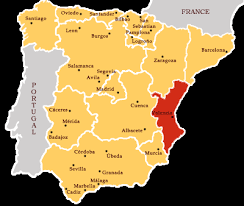 FRANCE
Santiago
Oviedo
Santander
Bilbao
San Sebastian
Pamplona
Leon
Burgos
Logroño
Barcelona
Zaragoza
Salamanca
Segovia
Avila
Madrid
PORTUGAL
Cáceres
Cuenca
Valencia
Mérida
Badajoz
Albacete
Córdoba
Úbeda
Murcia
Sevilla
Granada
Málaga
Marbella
Cadiz